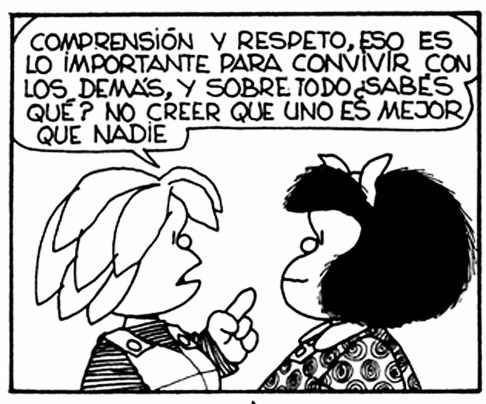 COMPRENSIÓN Y RESPETO, ESO ES
LO IMPORTANTE PARA CONVIVIR CON
LOS DEMÁS, Y SOBRE TODO ¿SABÉS
QUÉ? NO CREER QUE UNO ES MEJOR
QUE NADIE